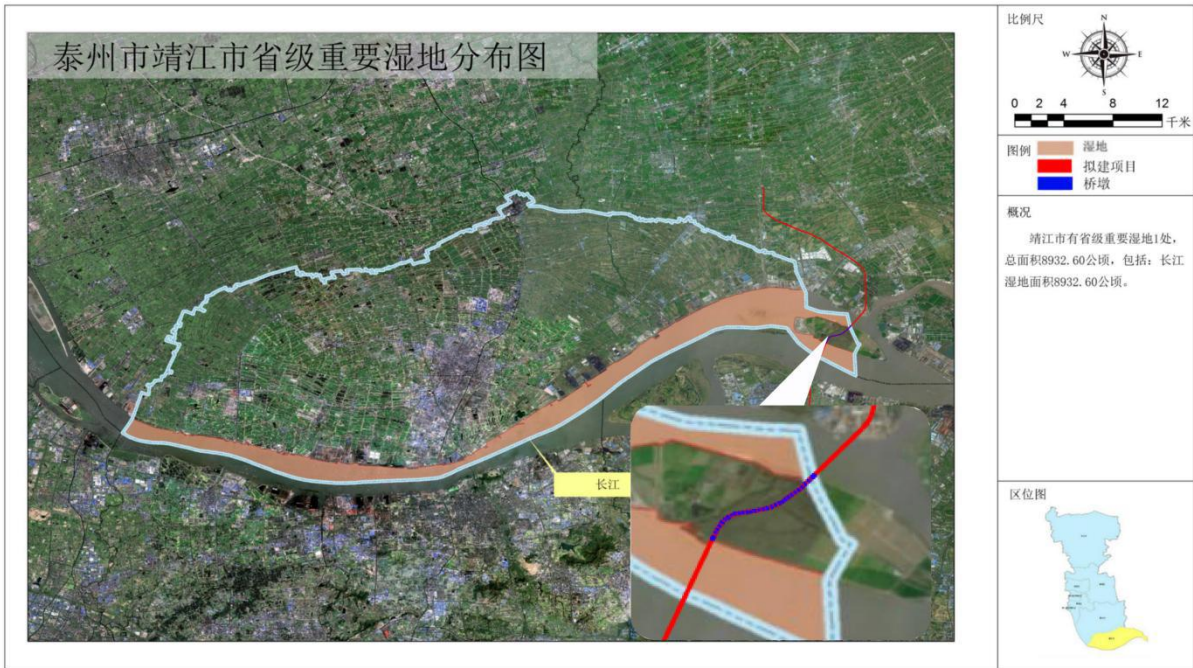 泰州市靖江市省级重要湿地分布图
长江
比例尺
N
W
E
S
0 2 4 8 12
千米
图例
湿地
拟建项目
桥墩
概况
靖江市有省级重要湿地1处,
总面积8932.60公顷,包括:长江
湿地面积8932.60公顷。
区位图